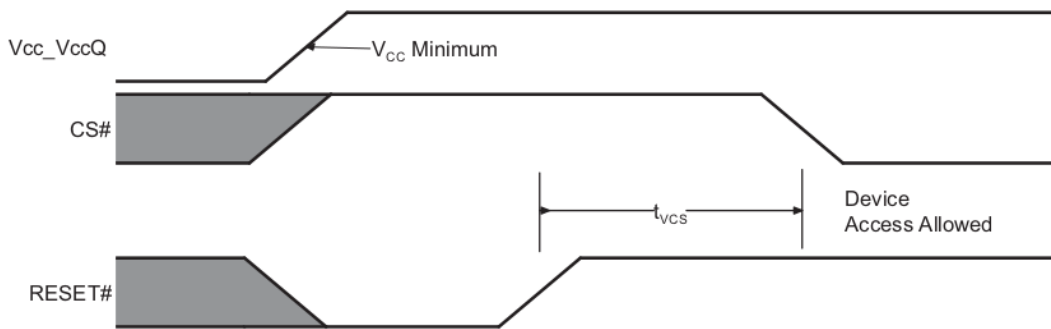 Vcc_VccQ
VCC Minimum
CS#
tVCS
Device
Access Allowed
RESET#